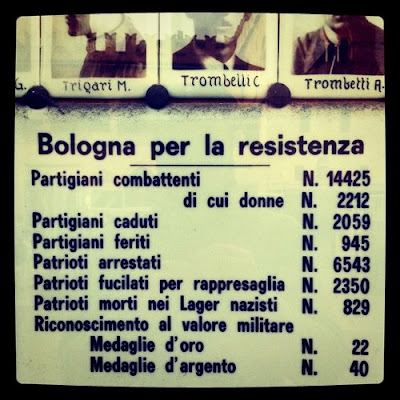 G. Trigari M. Trombelli C Trombetti A.
Bologna per la resistenza
Partigiani combattenti N. 14425
di cui donne N. 2212
Partigiani caduti N. 2059
Partigiani feriti N. 945
Patrioti arrestati N. 6543
Patrioti fucilati per rappresaglia N. 2350
Patrioti morti nei Lager nazisti N. 829
Riconoscimento al valore militare
Medaglie d'oro N. 22
Medaglie d'argento N. 40